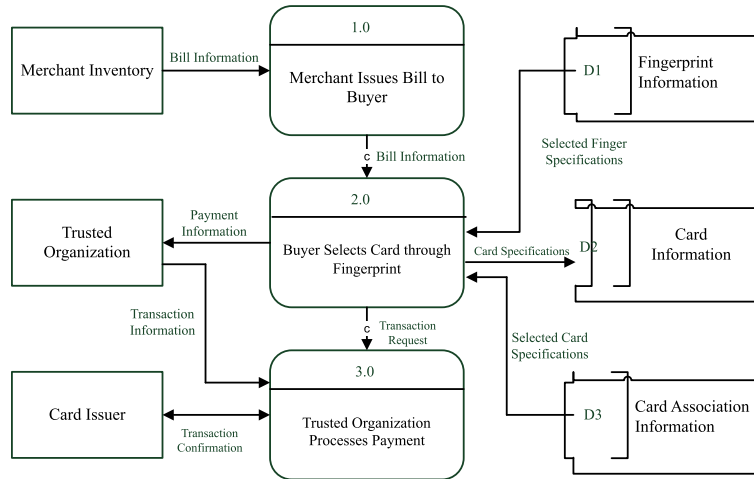 1.0
Merchant Inventory
Bill Information
Merchant Issues Bill to
Buyer
D1
Fingerprint
Information
c Bill Information
Selected Finger
Specifications
2.0
Trusted
Organization
Payment
Information
Buyer Selects Card through
Fingerprint
Card Specifications
D2
Card
Information
Transaction
Information
c
Transaction
Request
Selected Card
Specifications
3.0
Card Issuer
Transaction
Confirmation
Trusted Organization
Processes Payment
D3
Card Association
Information